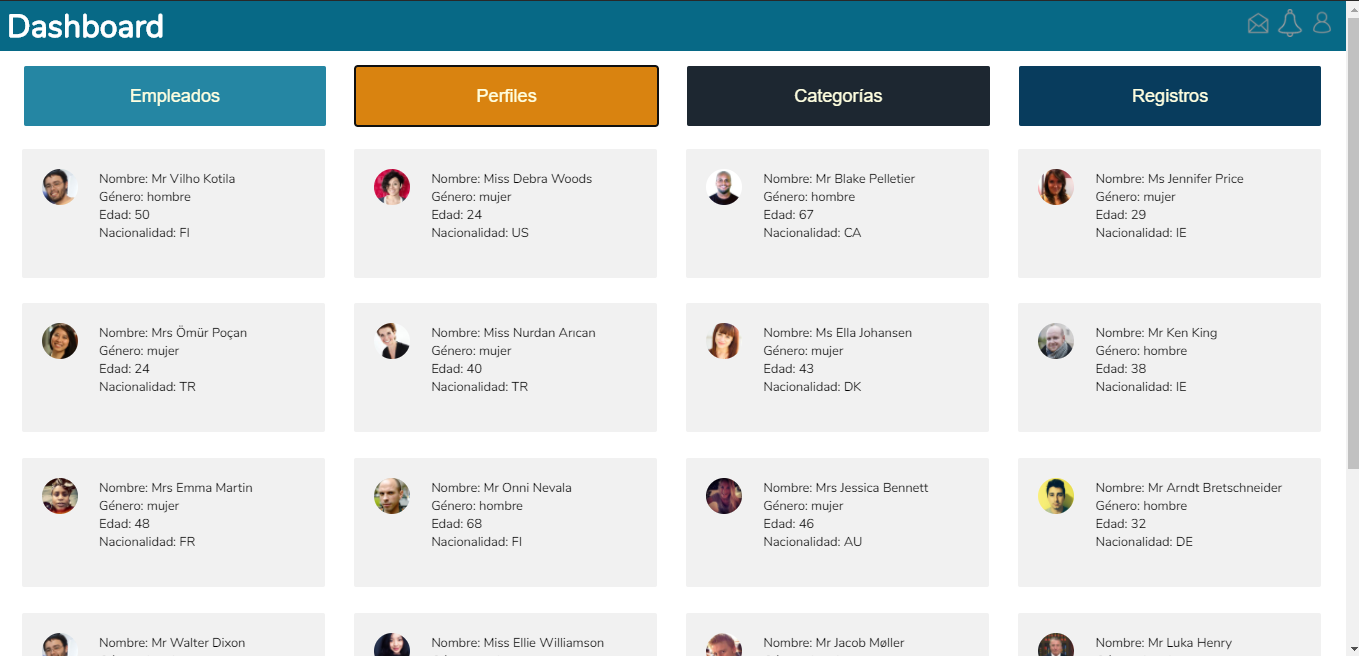 Dashboard
Empleados
Perfiles
Categorías
Registros
Nombre: Mr Vilho Kotila
Género: hombre
Edad: 50
Nacionalidad: FI
Nombre: Miss Debra Woods
Género: mujer
Edad: 24
Nacionalidad: US
Nombre: Mr Blake Pelletier
Género: hombre
Edad: 67
Nacionalidad: CA
Nombre: Ms Jennifer Price
Género: mujer
Edad: 29
Nacionalidad: IE
Nombre: Mrs Ömür Poçan
Género: mujer
Edad: 24
Nacionalidad: TR
Nombre: Miss Nurdan Arıcan
Género: mujer
Edad: 40
Nacionalidad: TR
Nombre: Ms Ella Johansen
Género: mujer
Edad: 43
Nacionalidad: DK
Nombre: Mr Ken King
Género: hombre
Edad: 38
Nacionalidad: IE
Nombre: Mrs Emma Martin
Género: mujer
Edad: 48
Nacionalidad: FR
Nombre: Mr Onni Nevala
Género: hombre
Edad: 68
Nacionalidad: FI
Nombre: Mrs Jessica Bennett
Género: mujer
Edad: 46
Nacionalidad: AU
Nombre: Mr Arndt Bretschneider
Género: hombre
Edad: 32
Nacionalidad: DE
Nombre: Mr Walter Dixon
Nombre: Miss Ellie Williamson
Nombre: Mr Jacob Møller
Nombre: Mr Luka Henry